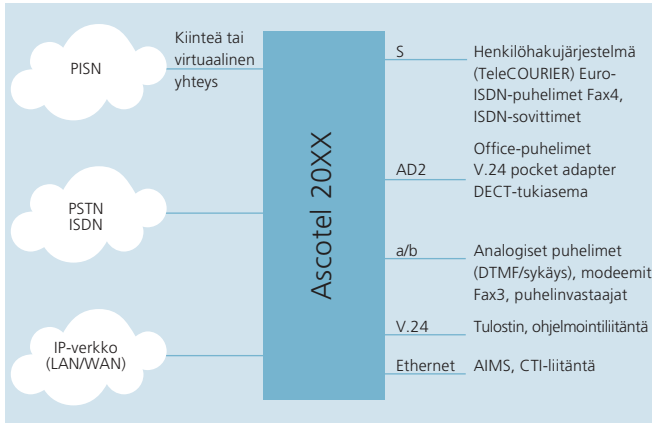 PISN
Kiinteä tai
virtuaalinen
yhteys
PSTN
ISDN
IP-verkko
(LAN/WAN)
Ascotel 20XX
S
Henkilöhakujärjestelmä
(TeleCOURIER) Euro-
ISDN-puhelimet Fax4,
ISDN-sovittimet
AD2
Office-puhelimet
V.24 pocket adapter
DECT-tukiasema
a/b
Analogiset puhelimet
(DTMF/sykäys), modeemit
Fax3, puhelinvastaajat
V.24
Tulostin, ohjelmointiliitäntä
Ethernet
AIMS, CTI-liitäntä